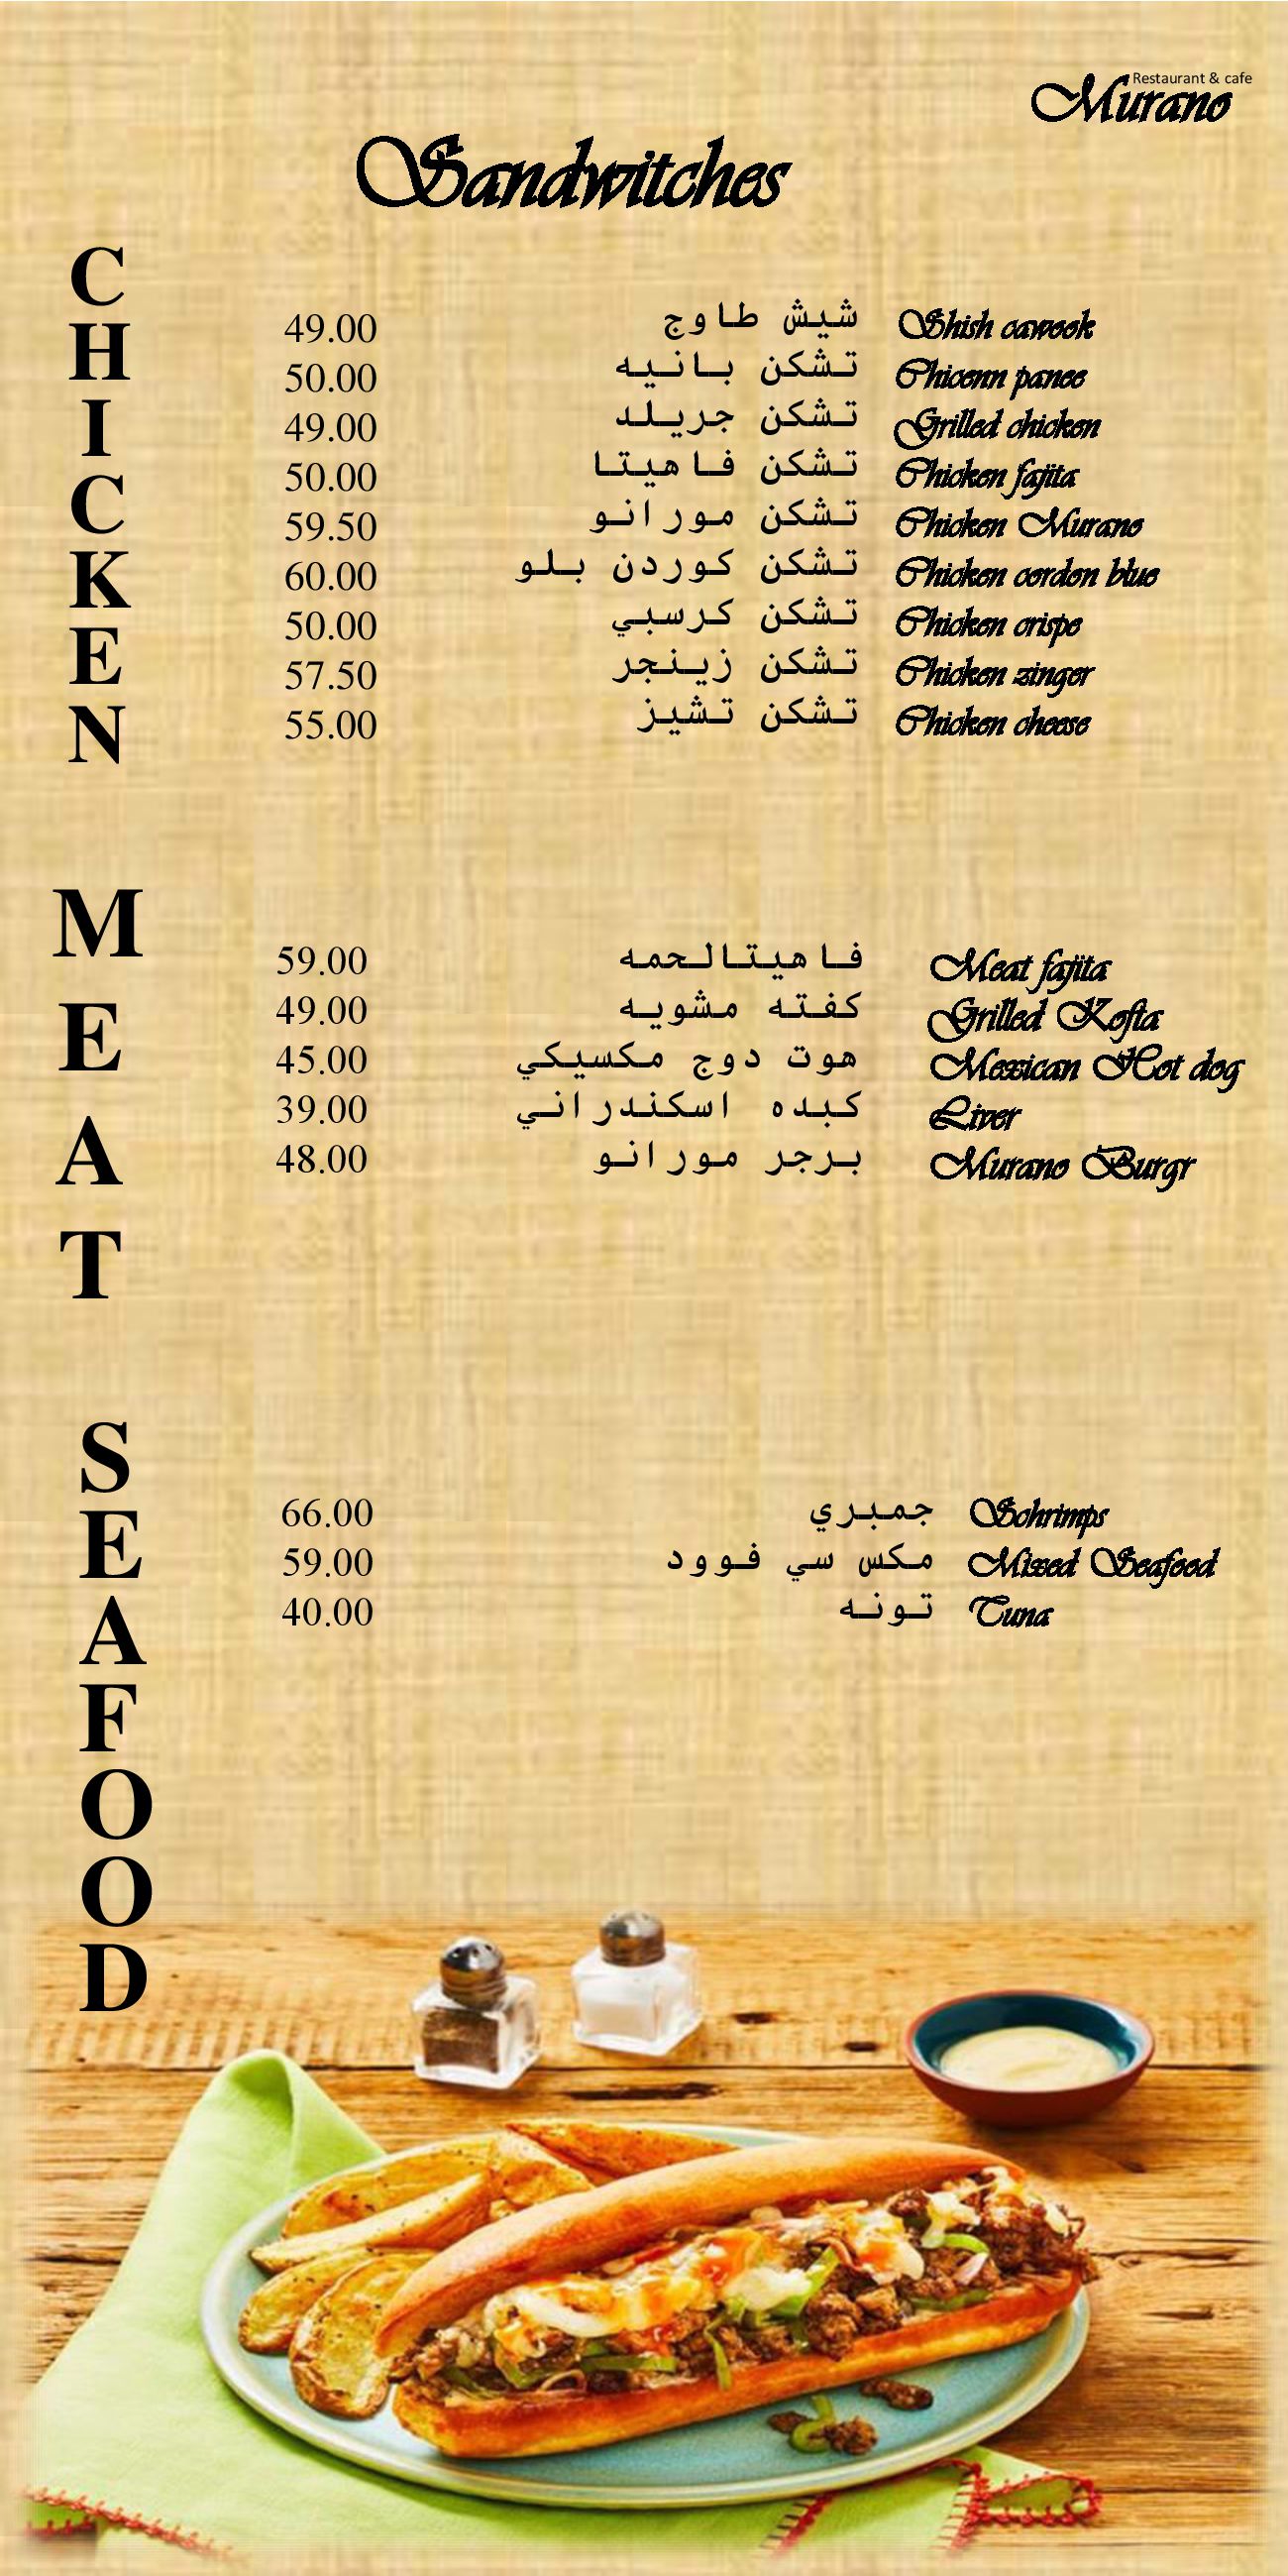 Restaurant & cafe
Murano
Sandwitches
CHICKEN
49.00 شيش طاوج Shish cawook
50.00 تشكن بانيه Chicenn panee
49.00 تشكن جريلد Grilled chicken
50.00 تشكن فاهيتا Chicken fajita
59.50 تشكن مورانو Chicken Murano
60.00 تشكن كوردن بلو Chicken cordon blue
50.00 تشكن كرسبي Chicken crispe
57.50 تشكن زينجر Chicken zinger
55.00 تشكن تشيز Chicken cheese
MEAT
59.00 فاهيتالحمه Meat fajita
49.00 كفته مشويه Grilled Kofta
45.00 هوت دوج مكسيكي Mexican Hot dog
39.00 كبده اسكندراني Liver
48.00 برجر مورانو Murano Burgr
SEAFOOD
66.00 جمبري Schrimps
59.00 مكس سي فوود Mixed Seafood
40.00 تونه Tuna